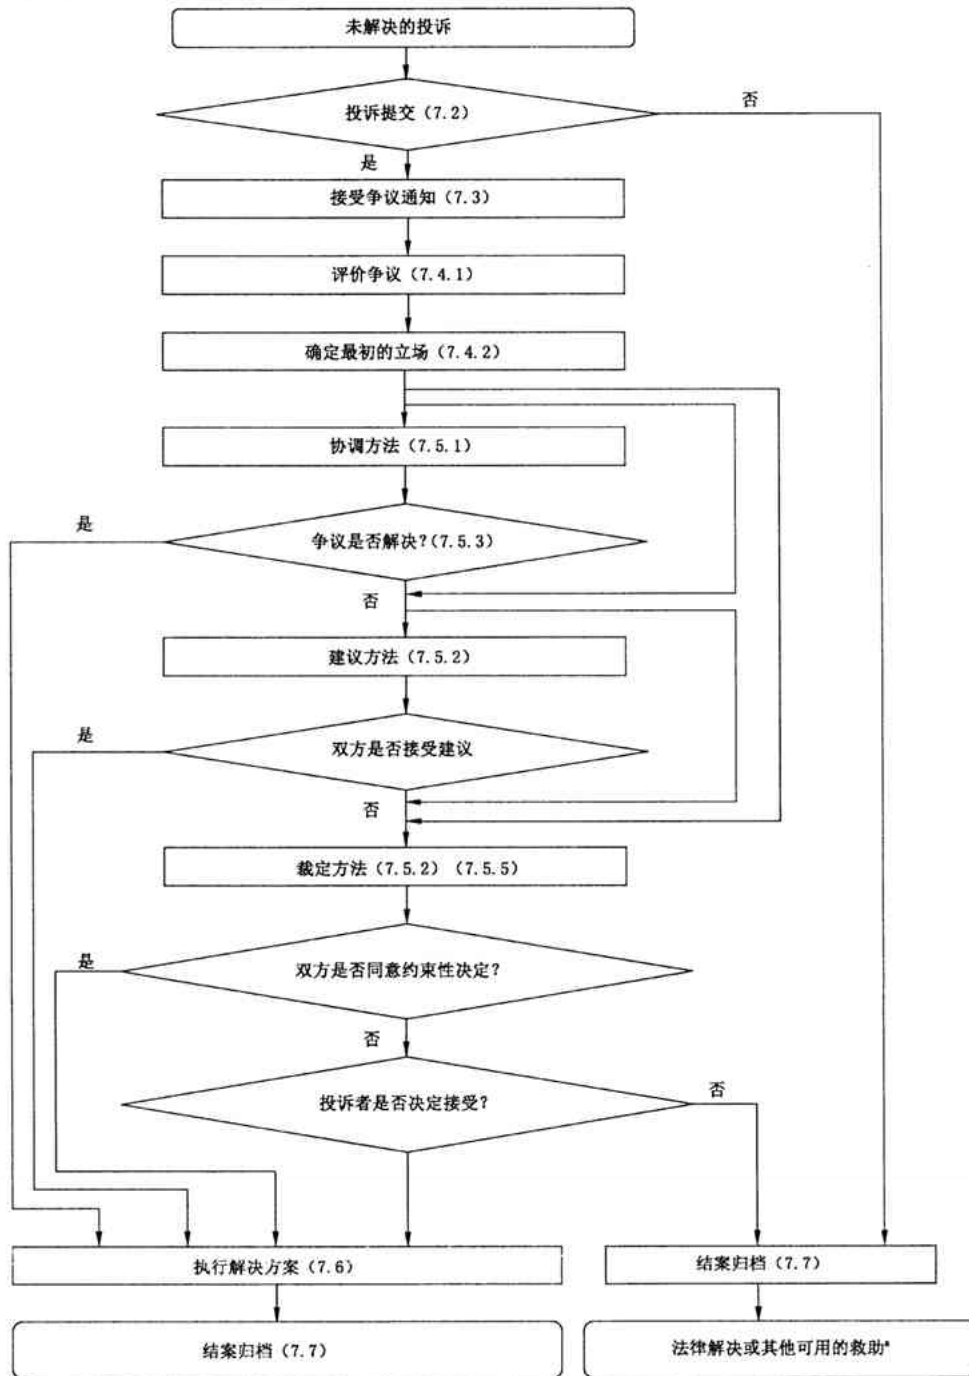 未解决的投诉
投诉提交（7.2）
否
是
接受争议通知（7.3）
评价争议（7.4.1）
确定最初的立场（7.4.2）
协调方法（7.5.1）
是
争议是否解决？（7.5.3）
否
建议方法（7.5.2）
是
双方是否接受建议
否
裁定方法（7.5.2）（7.5.5）
是
双方是否同意约束性决定？
否
投诉者是否决定接受？
否
执行解决方案（7.6）
结案归档（7.7）
结案归档（7.7）
法律解决或其他可用的救助ᵃ